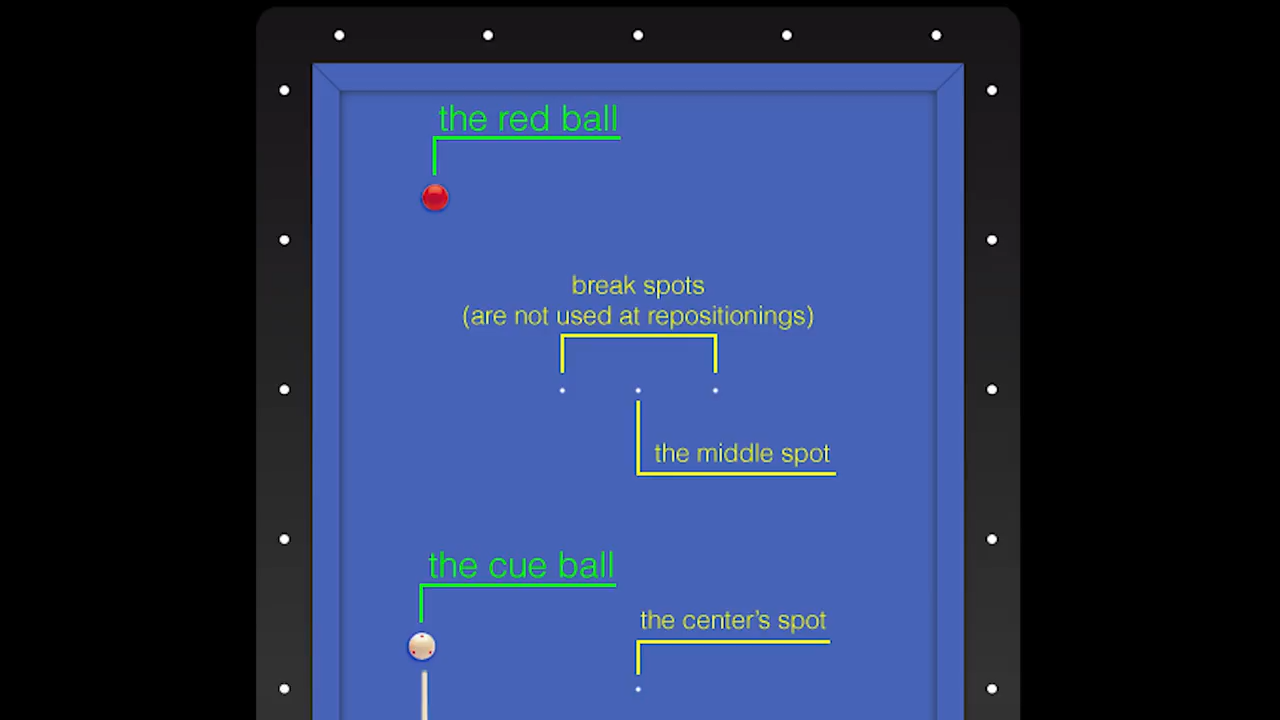 the red ball
break spots
(are not used at repositionings)
the middle spot
the cue ball
the center's spot